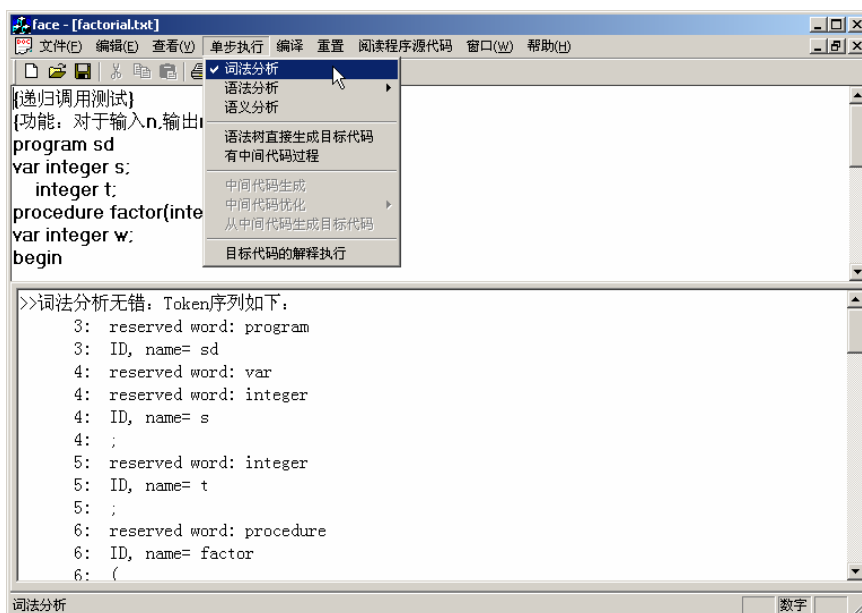 face - [factorial.txt]
文件(F) 编辑(E) 查看(V) 单步执行 编译 重置 阅读程序源代码 窗口(W) 帮助(H)
词法分析
语法分析
语义分析
语法树直接生成目标代码
有中间代码过程
中间代码生成
中间代码优化
从中间代码生成目标代码
目标代码的解释执行
{递归调用测试}
{功能：对于输入n,输出
program sd
var integer s;
integer t;
procedure factor(inte
var integer w;
begin
>>词法分析无错：Token序列如下：
3: reserved word: program
3: ID, name= sd
4: reserved word: var
4: reserved word: integer
4: ID, name= s
4: ;
5: reserved word: integer
5: ID, name= t
5: ;
6: reserved word: procedure
6: ID, name= factor
6: (
词法分析
数字